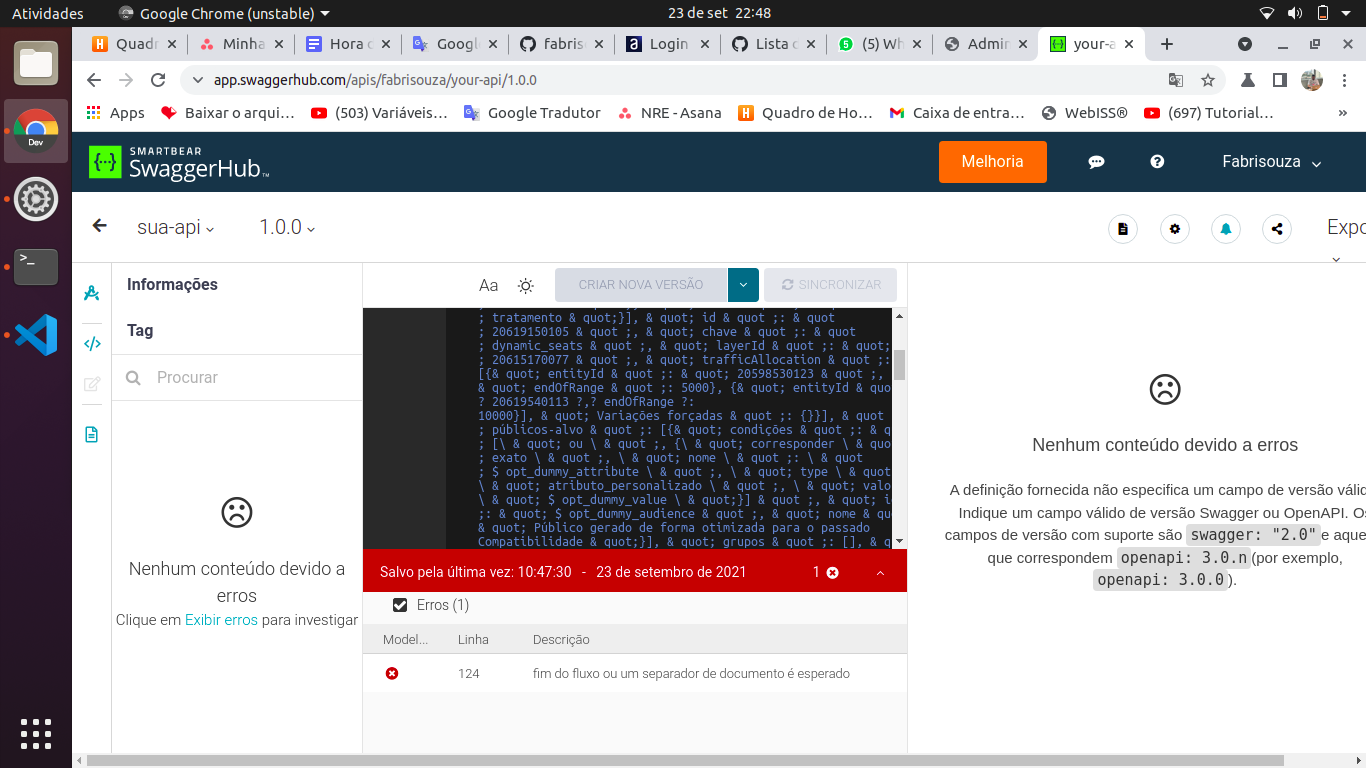 Atividades
Google Chrome (unstable)
23 de set 22:48
Quadr
Minha
Hora c
Googl
fabris
Login
Lista c
(5) Wh
Admir
your-a
app.swaggerhub.com/apis/fabrisouza/your-api/1.0.0
Apps
Baixar o arqui...
(503) Variáveis...
Google Tradutor
NRE - Asana
Quadro de Ho...
Caixa de entra...
WebISS®
(697) Tutorial...
»
Dev
SMARTBEAR
SwaggerHub™
Melhoria
Fabrisouza
sua-api
1.0.0
Expo
Informações
Tag
Procurar
Aa
CRIAR NOVA VERSÃO
SINCRONIZAR
; tratamento & quot;}], & quot; id & quot ;: & quot
; 20619150105 & quot ;, & quot; chave & quot ;: & quot
; dynamic_seats & quot ;, & quot; layerId & quot ;: & quot;
; 20615170077 & quot ;, & quot; trafficAllocation & quot ;:
[{& quot; entityId & quot ;: & quot; 20598530123 & quot ;,
& quot; endOfRange & quot ;: 5000}, {& quot; entityId & quo
? 20619540113 ?,? endOfRange ?:
10000}], & quot; Variações forçadas & quot ;: {}}], & quot
; públicos-alvo & quot ;: [{& quot; condições & quot ;: & q
; [\ & quot; ou \ & quot ;, {\ & quot; corresponder \ & quo
; exato \ & quot ;, \ & quot; nome \ & quot ;: \ & quot
; $ opt_dummy_attribute \ & quot ;, \ & quot; type \ & quot
\ & quot; atributo_personalizado \ & quot ;, \ & quot; valo
\ & quot; $ opt_dummy_value \ & quot;}] & quot ;, & quot; i
;: & quot; $ opt_dummy_audience & quot ;, & quot; nome & qu
& quot; Público gerado de forma otimizada para o passado
Compatibilidade & quot;}], & quot; grupos & quot ;: [], & q
Salvo pela última vez: 10:47:30 - 23 de setembro de 2021
1
Erros (1)
Model...
Linha
Descrição
124
fim do fluxo ou um separador de documento é esperado
Nenhum conteúdo devido a
erros
Clique em Exibir erros para investigar
Nenhum conteúdo devido a erros
A definição fornecida não especifica um campo de versão válid
Indique um campo válido de versão Swagger ou OpenAPI. Os
campos de versão com suporte são swagger: "2.0" e aque
que correspondem openapi: 3.0.n (por exemplo,
openapi: 3.0.0 ).